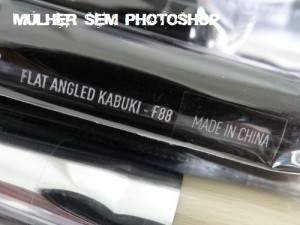 MULHER SEM PHOTOSHOP
FLAT ANGLED KABUKI - F88
MADE IN CHINA